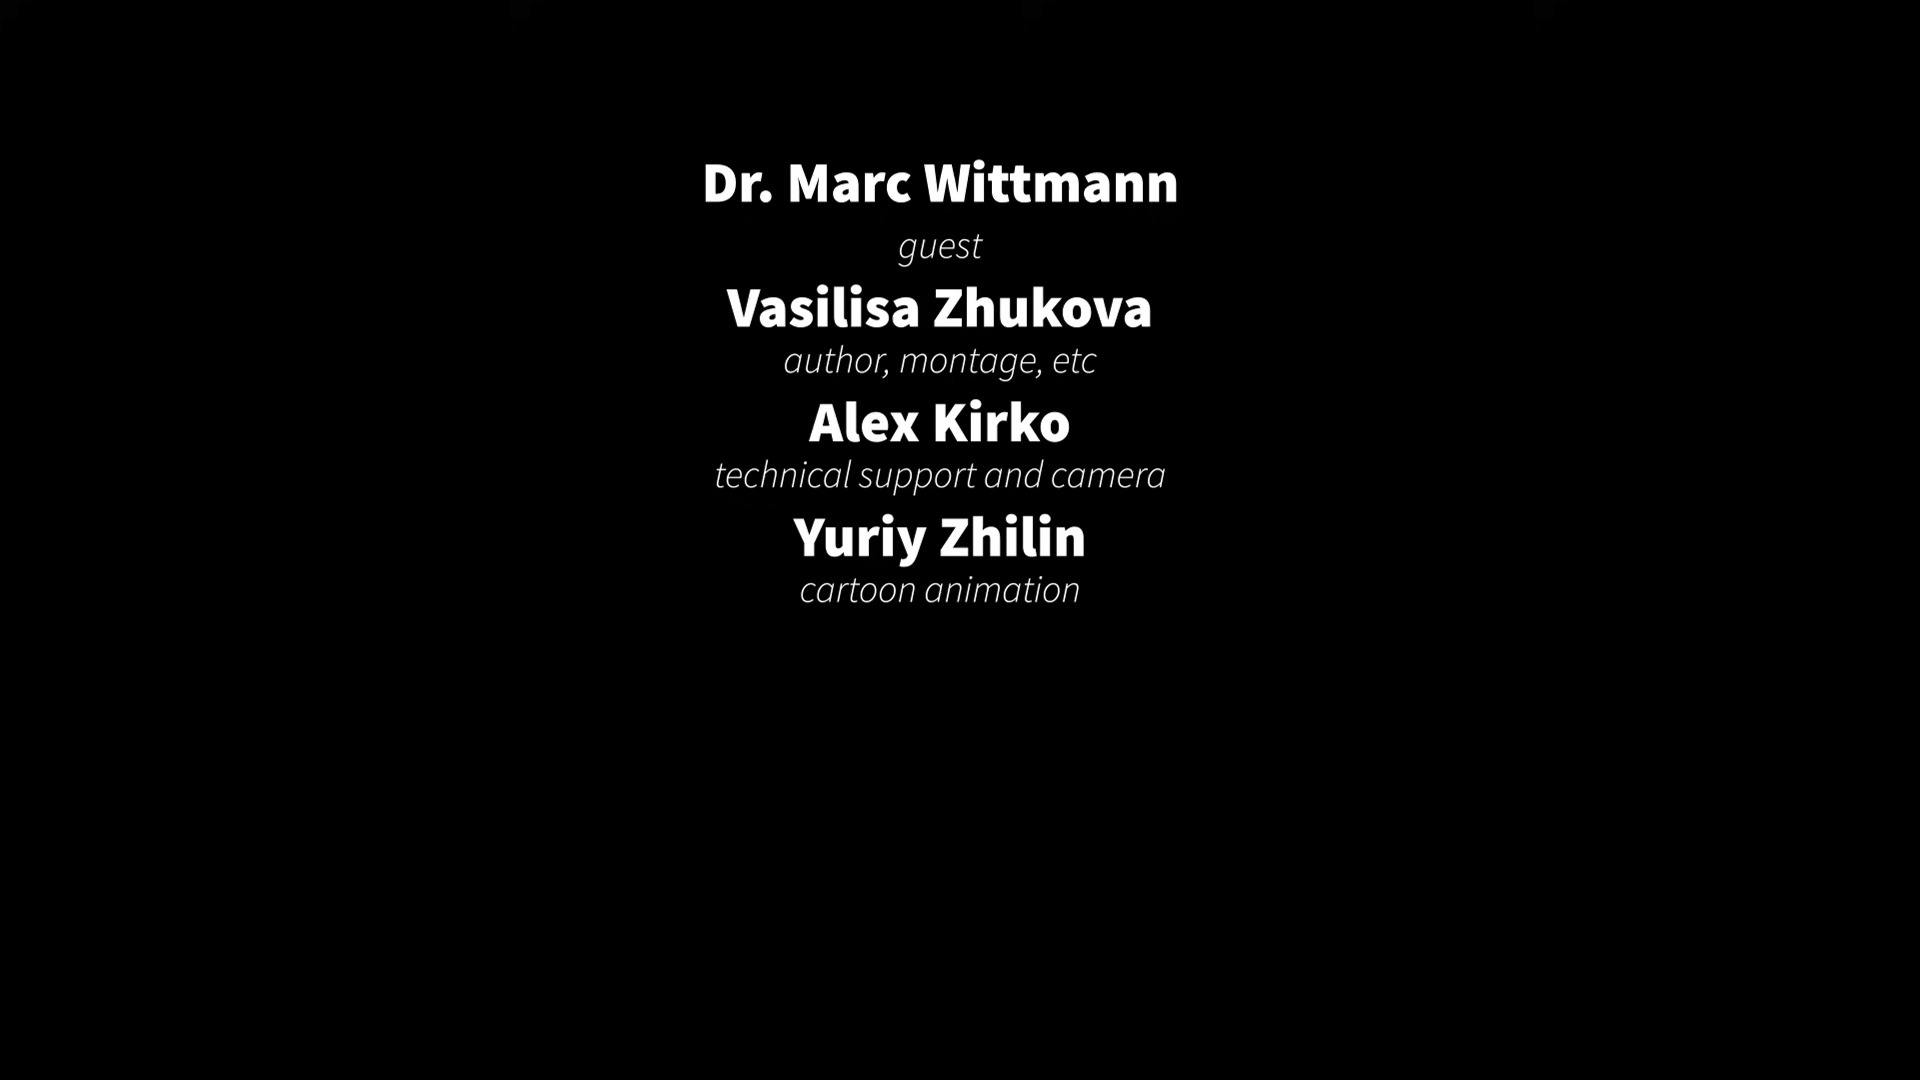 Dr. Marc Wittmann
guest
Vasilisa Zhukova
author, montage, etc
Alex Kirko
technical support and camera
Yuriy Zhilin
cartoon animation